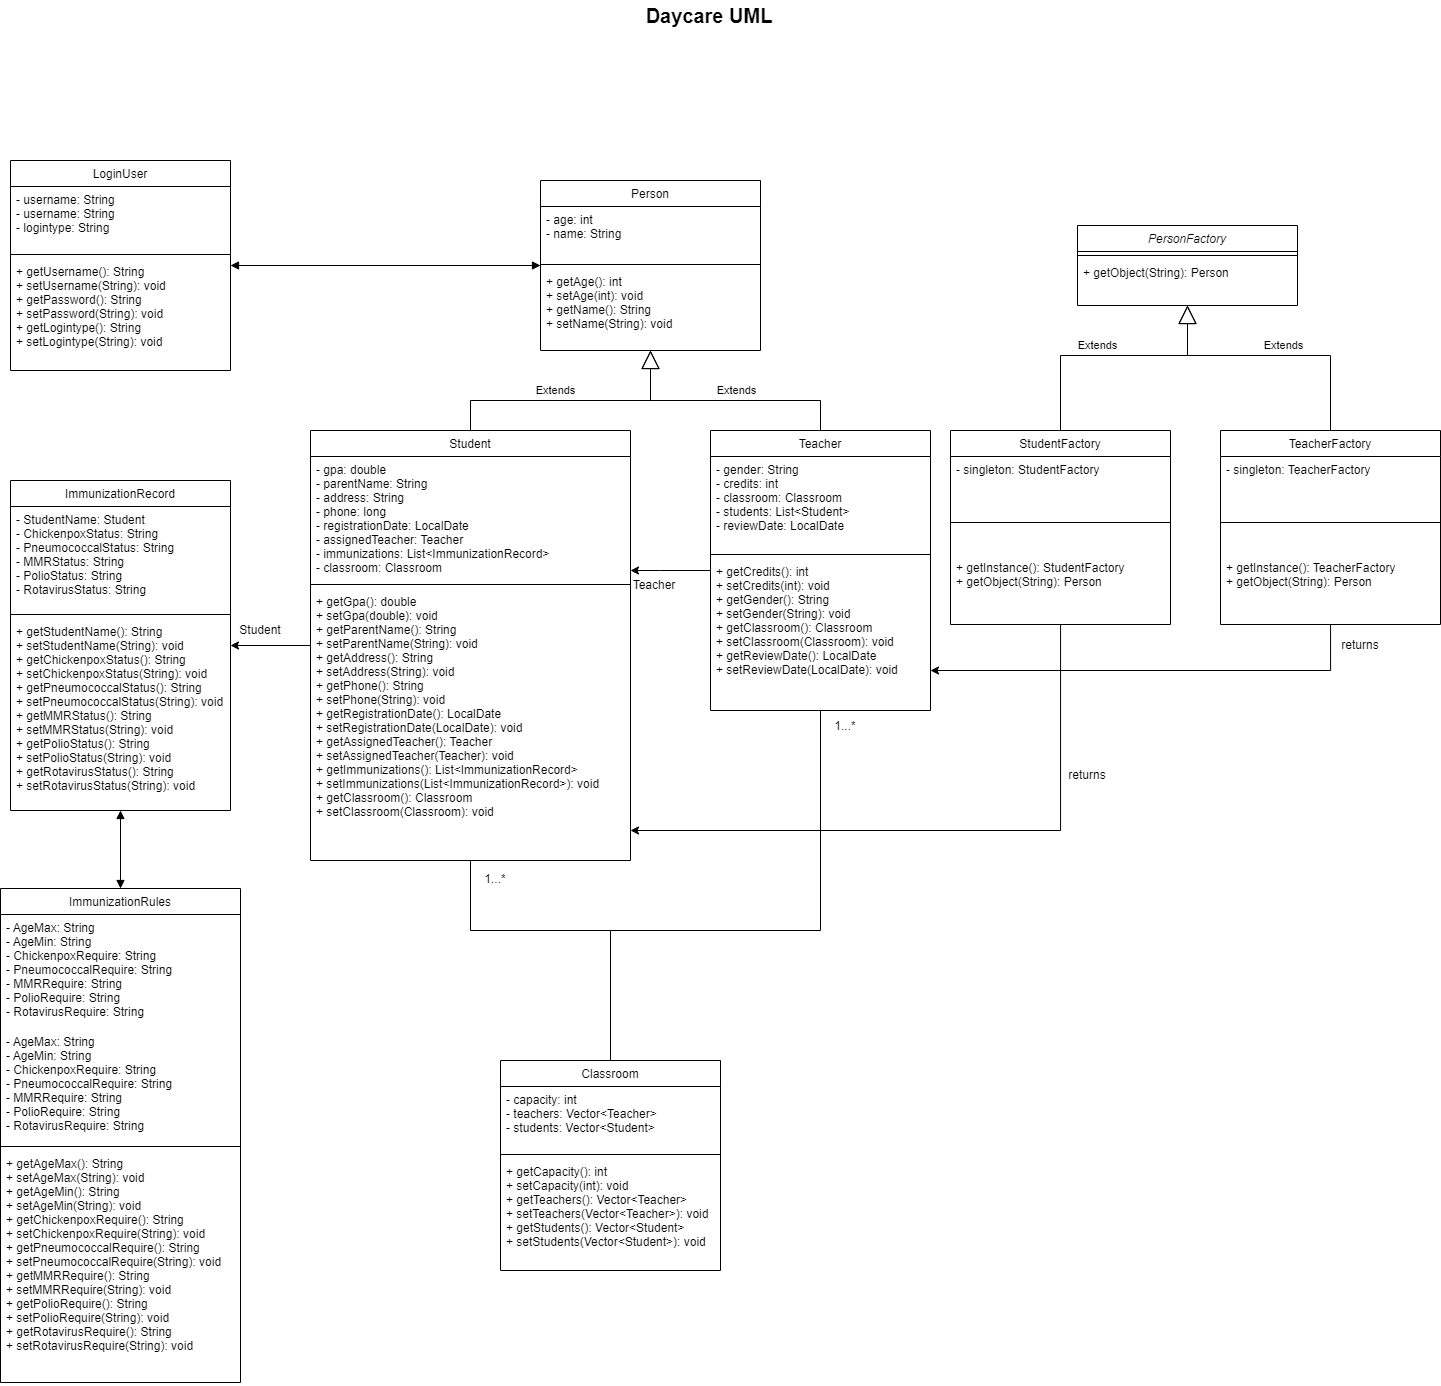 Daycare UML
LoginUser
- username: String
- username: String
- logintype: String
+ getUsername(): String
+ setUsername(String): void
+ getPassword(): String
+ setPassword(String): void
+ getLogintype(): String
+ setLogintype(String): void
Person
- age: int
- name: String
+ getAge(): int
+ setAge(int): void
+ getName(): String
+ setName(String): void
PersonFactory
+ getObject(String): Person
Extends
Extends
Extends
Extends
Student
- gpa: double
- parentName: String
- address: String
- phone: long
- registrationDate: LocalDate
- assignedTeacher: Teacher
- immunizations: List<ImmunizationRecord>
- classroom: Classroom
+ getGpa(): double
+ setGpa(double): void
+ getParentName(): String
+ setParentName(String): void
+ getAddress(): String
+ setAddress(String): void
+ getPhone(): String
+ setPhone(String): void
+ getRegistrationDate(): LocalDate
+ setRegistrationDate(LocalDate): void
+ getAssignedTeacher(): Teacher
+ setAssignedTeacher(Teacher): void
+ getImmunizations(): List<ImmunizationRecord>
+ setImmunizations(List<ImmunizationRecord>): void
+ getClassroom(): Classroom
+ setClassroom(Classroom): void
Teacher
- gender: String
- credits: int
- classroom: Classroom
- students: List<Student>
- reviewDate: LocalDate
+ getCredits(): int
+ setCredits(int): void
+ getGender(): String
+ setGender(String): void
+ getClassroom(): Classroom
+ setClassroom(Classroom): void
+ getReviewDate(): LocalDate
+ setReviewDate(LocalDate): void
StudentFactory
- singleton: StudentFactory
+ getInstance(): StudentFactory
+ getObject(String): Person
TeacherFactory
- singleton: TeacherFactory
+ getInstance(): TeacherFactory
+ getObject(String): Person
ImmunizationRecord
- StudentName: Student
- ChickenpoxStatus: String
- PneumococcalStatus: String
- MMRStatus: String
- PolioStatus: String
- RotavirusStatus: String
+ getStudentName(): String
+ setStudentName(String): void
+ getChickenpoxStatus(): String
+ setChickenpoxStatus(String): void
+ getPneumococcalStatus(): String
+ setPneumococcalStatus(String): void
+ getMMRStatus(): String
+ setMMRStatus(String): void
+ getPolioStatus(): String
+ setPolioStatus(String): void
+ getRotavirusStatus(): String
+ setRotavirusStatus(String): void
Student
Teacher
returns
returns
1...*
1...*
ImmunizationRules
- AgeMax: String
- AgeMin: String
- ChickenpoxRequire: String
- PneumococcalRequire: String
- MMRRequire: String
- PolioRequire: String
- RotavirusRequire: String
- AgeMax: String
- AgeMin: String
- ChickenpoxRequire: String
- PneumococcalRequire: String
- MMRRequire: String
- PolioRequire: String
- RotavirusRequire: String
+ getAgeMax(): String
+ setAgeMax(String): void
+ getAgeMin(): String
+ setAgeMin(String): void
+ getChickenpoxRequire(): String
+ setChickenpoxRequire(String): void
+ getPneumococcalRequire(): String
+ setPneumococcalRequire(String): void
+ getMMRRequire(): String
+ setMMRRequire(String): void
+ getPolioRequire(): String
+ setPolioRequire(String): void
+ getRotavirusRequire(): String
+ setRotavirusRequire(String): void
Classroom
- capacity: int
- teachers: Vector<Teacher>
- students: Vector<Student>
+ getCapacity(): int
+ setCapacity(int): void
+ getTeachers(): Vector<Teacher>
+ setTeachers(Vector<Teacher>): void
+ getStudents(): Vector<Student>
+ setStudents(Vector<Student>): void